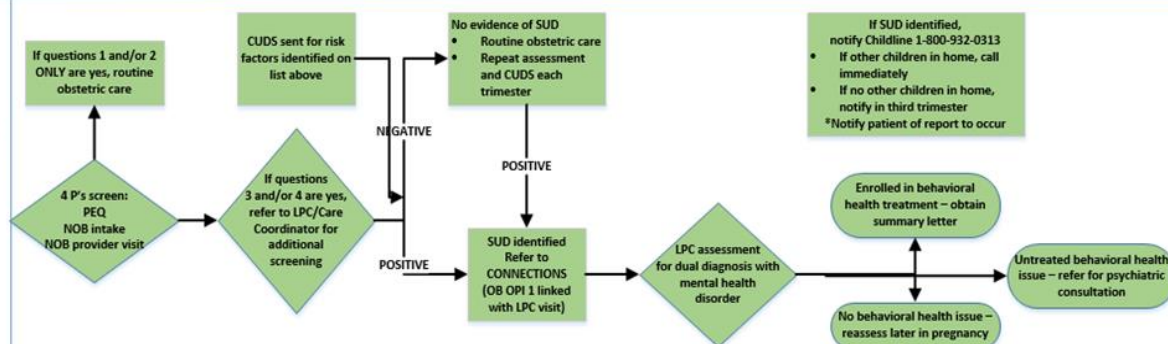 If questions 1 and/or 2
ONLY are yes, routine
obstetric care
CUDS sent for risk
factors identified on
list above
No evidence of SUD
• Routine obstetric care
• Repeat assessment
and CUDS each
trimester
If SUD identified,
notify Childline 1-800-932-0313
• If other children in home, call
immediately
• If no other children in home,
notify in third trimester
*Notify patient of report to occur
NEGATIVE
POSITIVE
4 P's screen:
PEQ
NOB intake
NOB provider visit
If questions
3 and/or 4 are yes,
refer to LPC/Care
Coordinator for
additional
screening
POSITIVE
SUD identified
Refer to
CONNECTIONS
(OB OPI 1 linked
with LPC visit)
LPC assessment
for dual diagnosis with
mental health
disorder
Enrolled in behavioral
health treatment – obtain
summary letter
Untreated behavioral health
issue – refer for psychiatric
consultation
No behavioral health issue –
reassess later in pregnancy